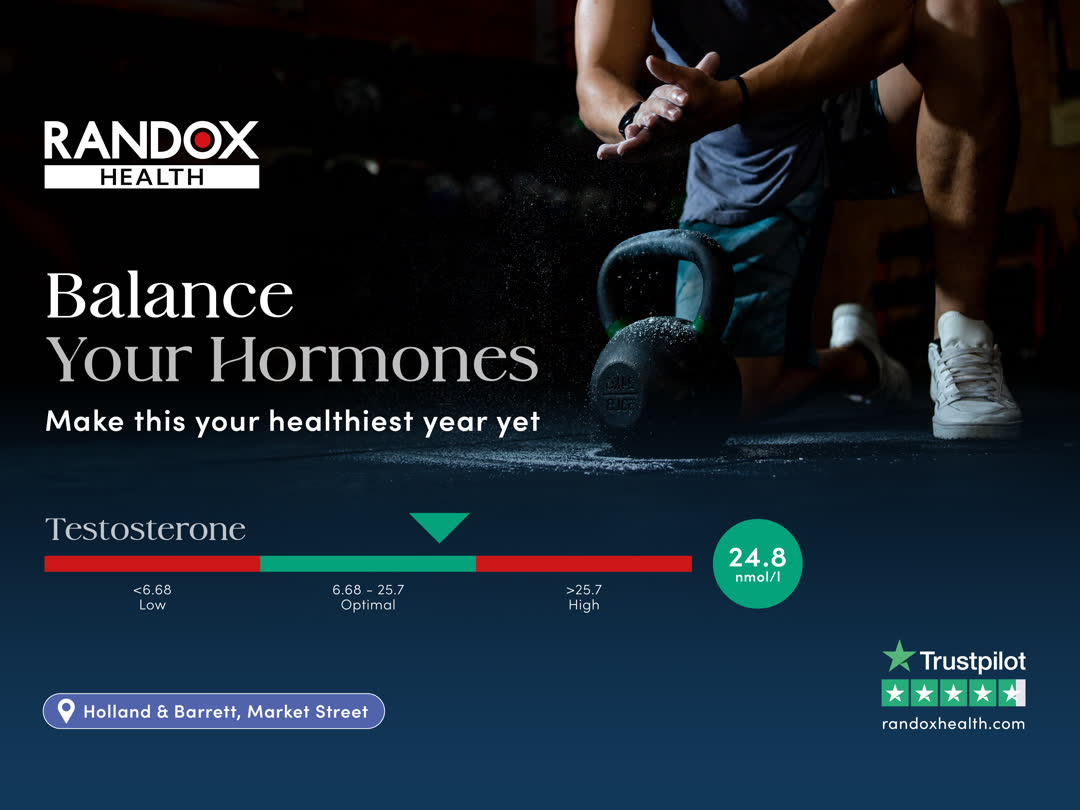 RANDOX
HEALTH
Balance
Your Hormones
Make this your healthiest year yet
Testosterone
24.8
nmol/l
<6.68
Low
6.68 - 25.7
Optimal
>25.7
High
Holland & Barrett, Market Street
Trustpilot
randoxhealth.com